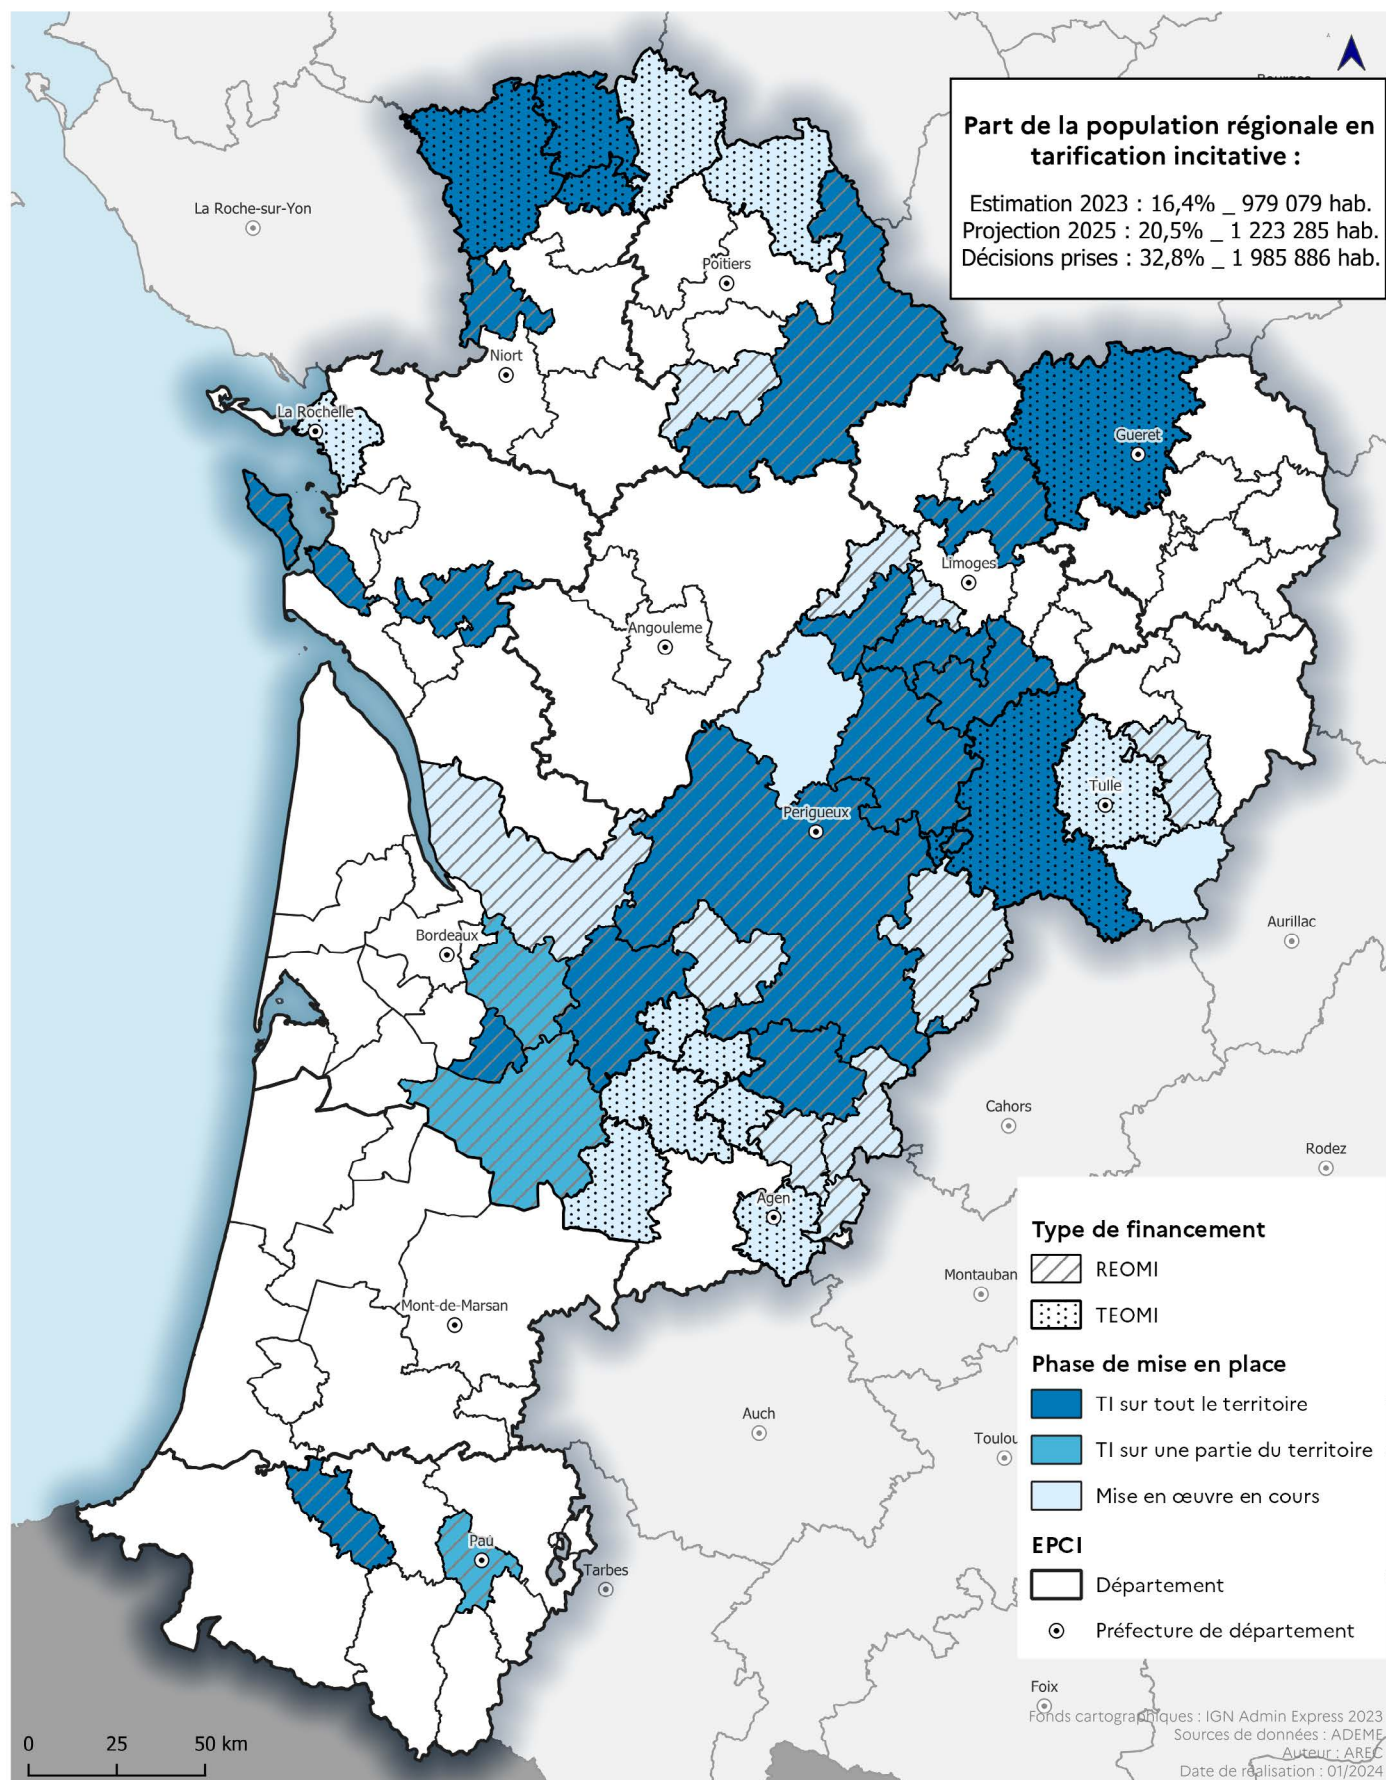 Part de la population régionale en
tarification incitative :
Estimation 2023 : 16,4% _ 979 079 hab.
Projection 2025 : 20,5% _ 1 223 285 hab.
Décisions prises : 32,8% _ 1 985 886 hab.
La Roche-sur-Yon
Poitiers
Niort
La Rochelle
Gueret
Limoges
Angouleme
Tulle
Perigueux
Aurillac
Bordeaux
Cahors
Rodez
Agen
Montauban
Mont-de-Marsan
Auch
Toulou
Pau
Tarbes
Foix
Type de financement
REOMI
TEOMI
Phase de mise en place
TI sur tout le territoire
TI sur une partie du territoire
Mise en œuvre en cours
EPCI
Département
Préfecture de département
0 25 50 km
Fonds cartographiques : IGN Admin Express 2023
Sources de données : ADEME
Auteur : AREC
Date de réalisation : 01/2024